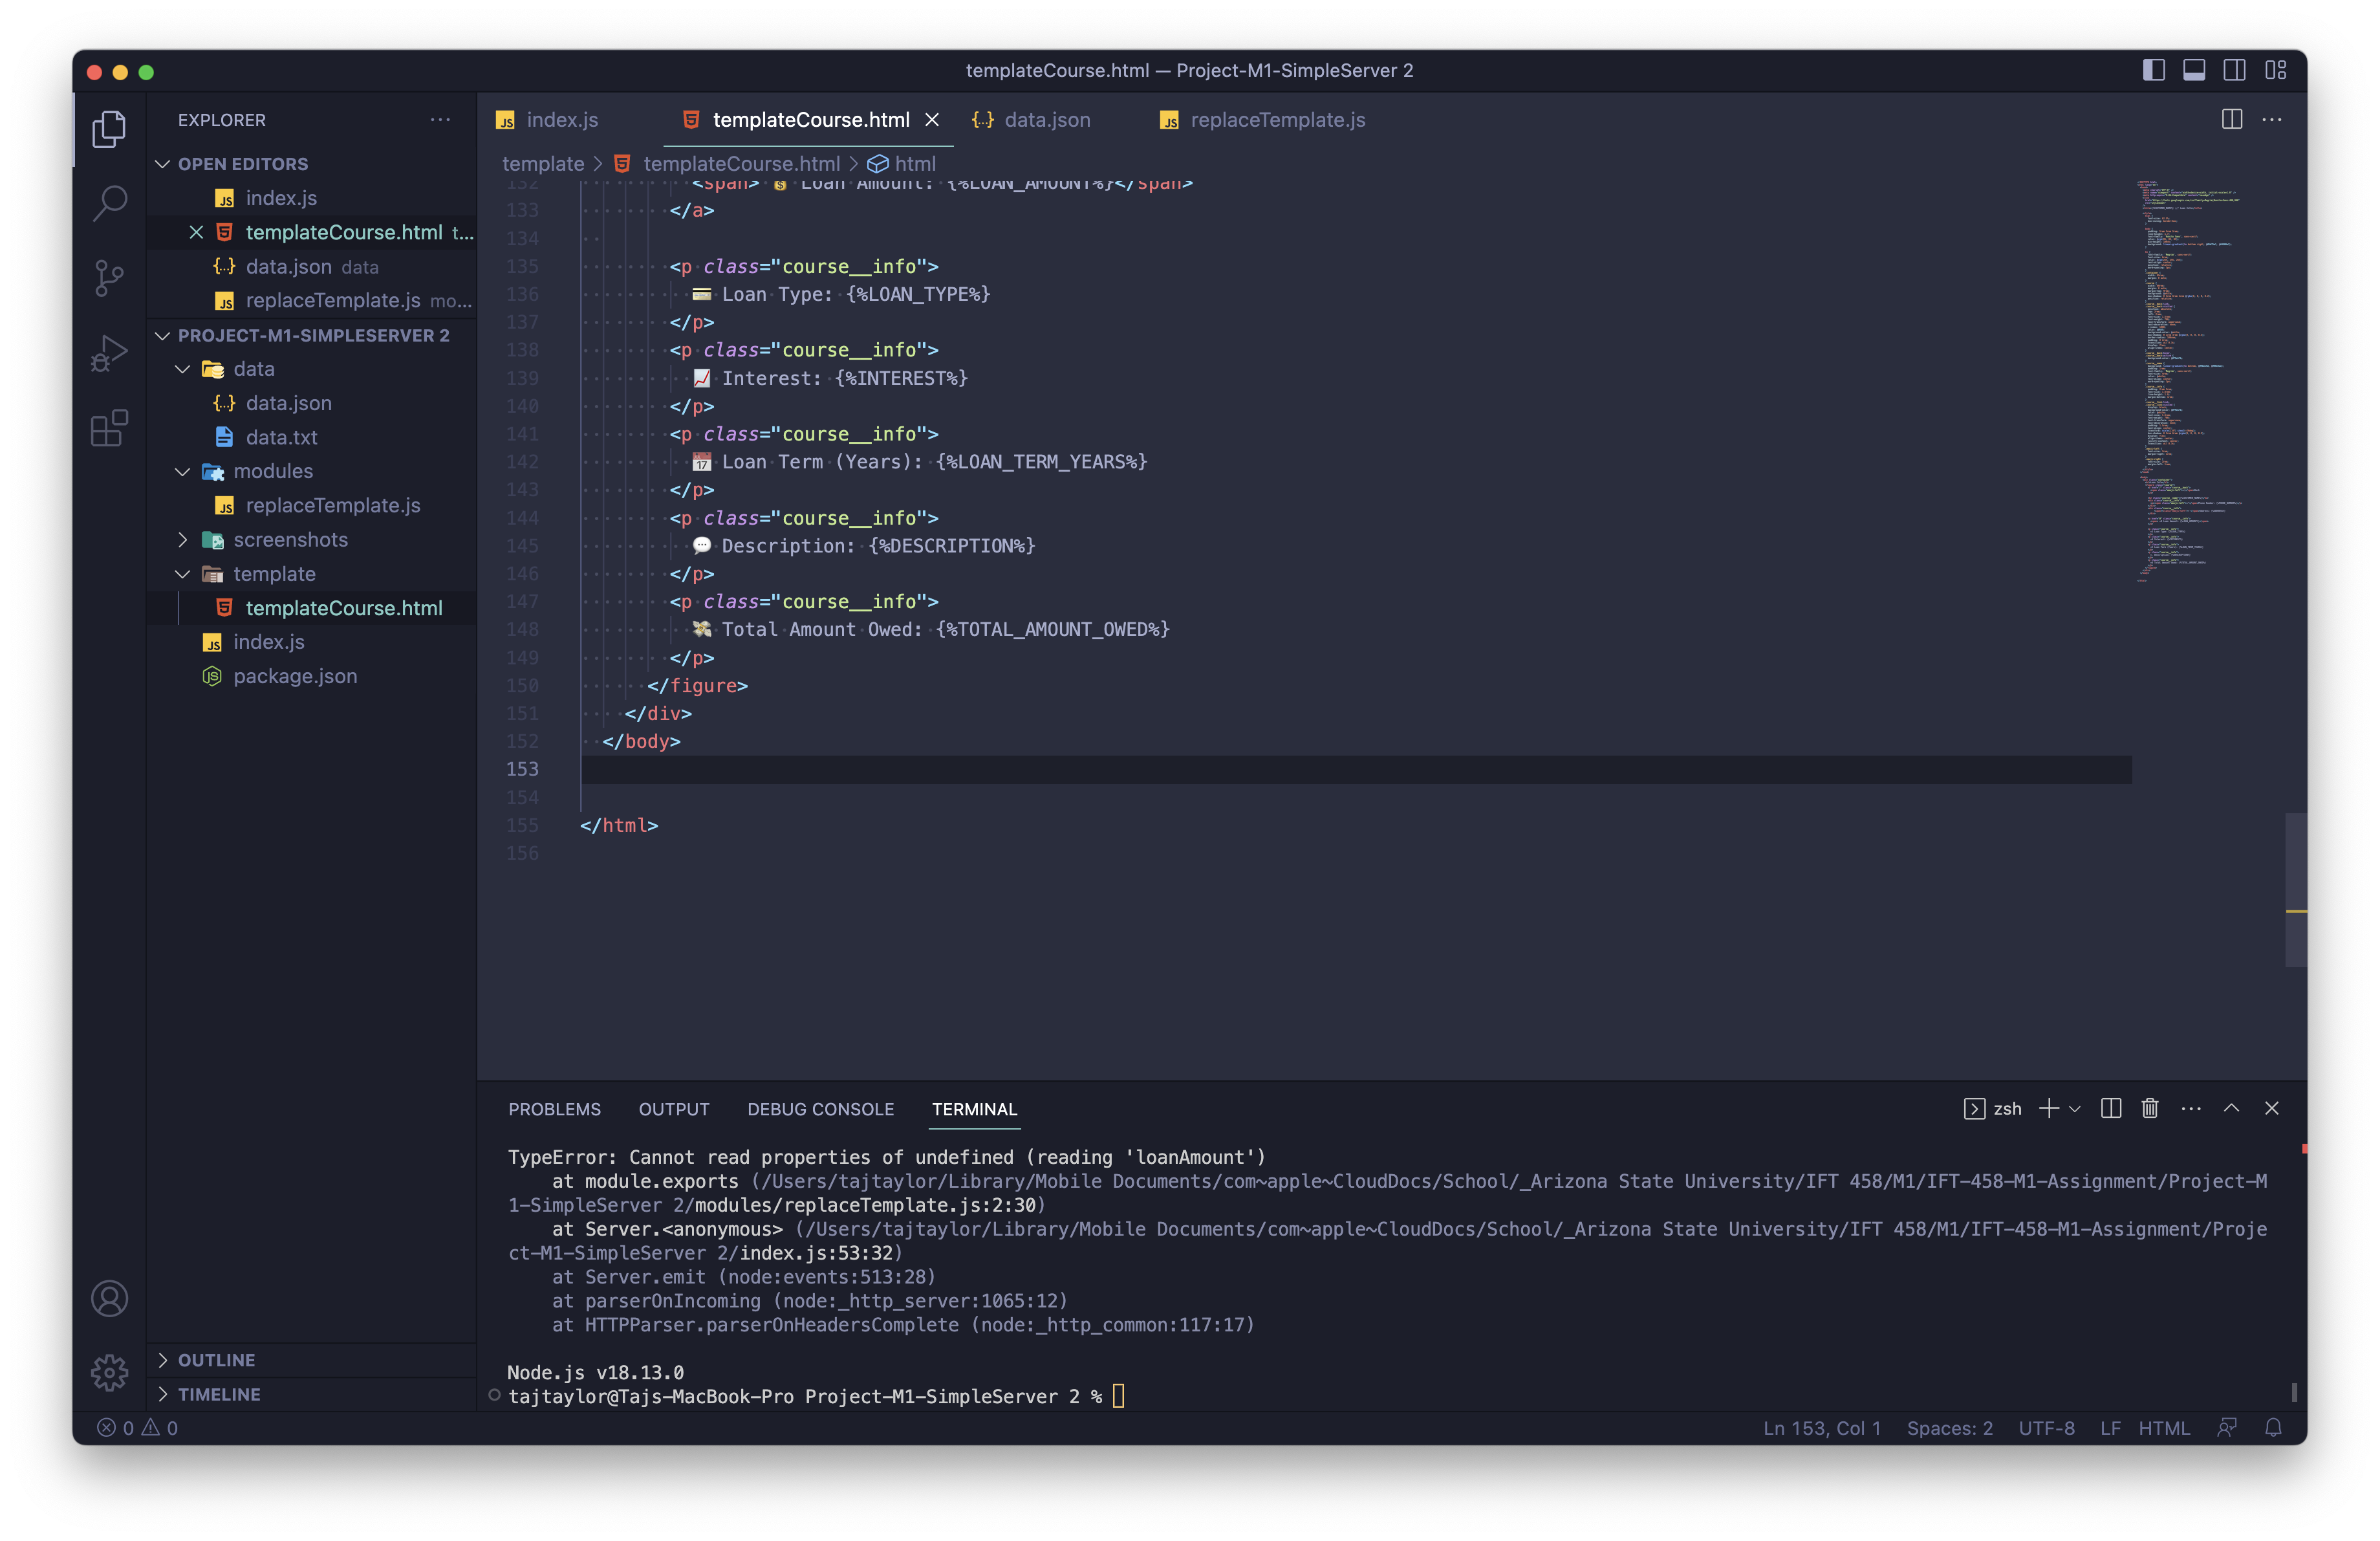 templateCourse.html — Project-M1-SimpleServer 2
EXPLORER
OPEN EDITORS
index.js
templateCourse.html t...
data.json data
replaceTemplate.js mo...
PROJECT-M1-SIMPLESERVER 2
data
data.json
data.txt
modules
replaceTemplate.js
screenshots
template
templateCourse.html
index.js
package.json
OUTLINE
TIMELINE
index.js
templateCourse.html
data.json
replaceTemplate.js
template > templateCourse.html > html
132 <span> 💰 Loan Amount: {%LOAN_AMOUNT%}</span>
133 </a>
134
135 <p class="course__info">
136 💳 Loan Type: {%LOAN_TYPE%}
137 </p>
138 <p class="course__info">
139 📈 Interest: {%INTEREST%}
140 </p>
141 <p class="course__info">
142 📅 Loan Term (Years): {%LOAN_TERM_YEARS%}
143 </p>
144 <p class="course__info">
145 💬 Description: {%DESCRIPTION%}
146 </p>
147 <p class="course__info">
148 💸 Total Amount Owed: {%TOTAL_AMOUNT_OWED%}
149 </p>
150 </figure>
151 </div>
152 </body>
153
154
155 </html>
156
PROBLEMS OUTPUT DEBUG CONSOLE TERMINAL
zsh
TypeError: Cannot read properties of undefined (reading 'loanAmount')
at module.exports (/Users/tajtaylor/Library/Mobile Documents/com~apple~CloudDocs/School/_Arizona State University/IFT 458/M1/IFT-458-M1-Assignment/Project-M
1-SimpleServer 2/modules/replaceTemplate.js:2:30)
at Server.<anonymous> (/Users/tajtaylor/Library/Mobile Documents/com~apple~CloudDocs/School/_Arizona State University/IFT 458/M1/IFT-458-M1-Assignment/Proje
ct-M1-SimpleServer 2/index.js:53:32)
at Server.emit (node:events:513:28)
at parserOnIncoming (node:_http_server:1065:12)
at HTTPParser.parserOnHeadersComplete (node:_http_common:117:17)
Node.js v18.13.0
tajtaylor@Tajs-MacBook-Pro Project-M1-SimpleServer 2 %
0 0
Ln 153, Col 1 Spaces: 2 UTF-8 LF HTML